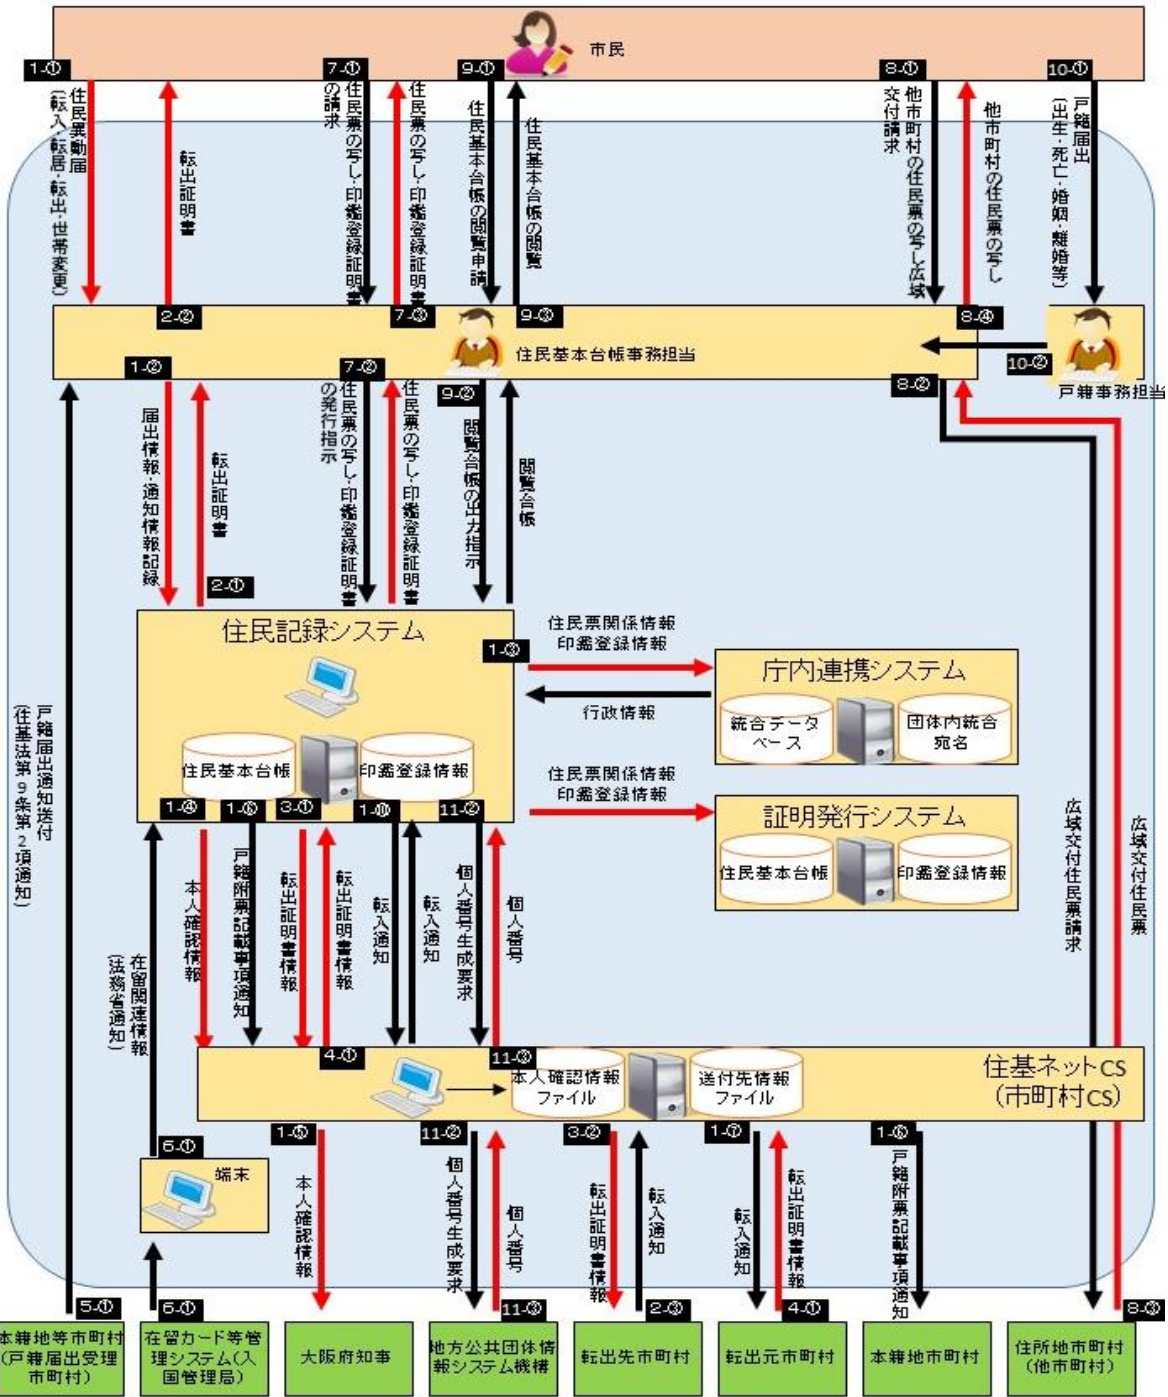 市民
1-①
7-①
9-①
8-①
10-①
住民異動届
(転入・転居・転出・世帯変更)
転出証明書
住民票の写し・印鑑登録証明書
の請求
住民票の写し・印鑑登録証明書
住民基本台帳の閲覧申請
住民基本台帳の閲覧
他市町村の住民票の写し広域
交付請求
他市町村の住民票の写し
戸籍届出
(出生・死亡・婚姻・離婚等)
2-②
7-③
9-③
8-④
住民基本台帳事務担当
10-②
戸籍事務担当
1-②
7-②
9-②
8-②
届出情報・通知情報記録
転出証明書
住民票の写し・印鑑登録証明書
の発行指示
住民票の写し・印鑑登録証明書
閲覧台帳の出力指示
閲覧台帳
2-①
住民記録システム
1-③
住民票関係情報
印鑑登録情報
行政情報
庁内連携システム
統合データ
ベース
団体内統合
宛名
住民基本台帳
印鑑登録情報
住民票関係情報
印鑑登録情報
証明発行システム
住民基本台帳
印鑑登録情報
1-④
1-⑥
3-①
1-⑩
11-②
戸籍届出通知送付
(住基法第9条第2項通知)
在留関連情報
(法務省通知)
本人確認情報
戸籍附票記載事項通知
転出証明書情報
転出証明書情報
転入通知
転入通知
個人番号生成要求
個人番号
広域交付住民票請求
広域交付住民票
4-①
11-③
本人確認情報
ファイル
送付先情報
ファイル
住基ネットCS
(市町村CS)
6-①
端末
1-⑤
11-②
3-②
1-⑦
1-⑥
本人確認情報
個人番号生成要求
個人番号
転出証明書情報
転入通知
転入通知
転出証明書情報
戸籍附票記載事項通知
5-①
6-①
11-③
2-③
4-①
8-③
本籍地等市町村
(戸籍届出受理
市町村)
在留カード等管
理システム(入
国管理局)
大阪府知事
地方公共団体情
報システム機構
転出先市町村
転出元市町村
本籍地市町村
住所地市町村
(他市町村)